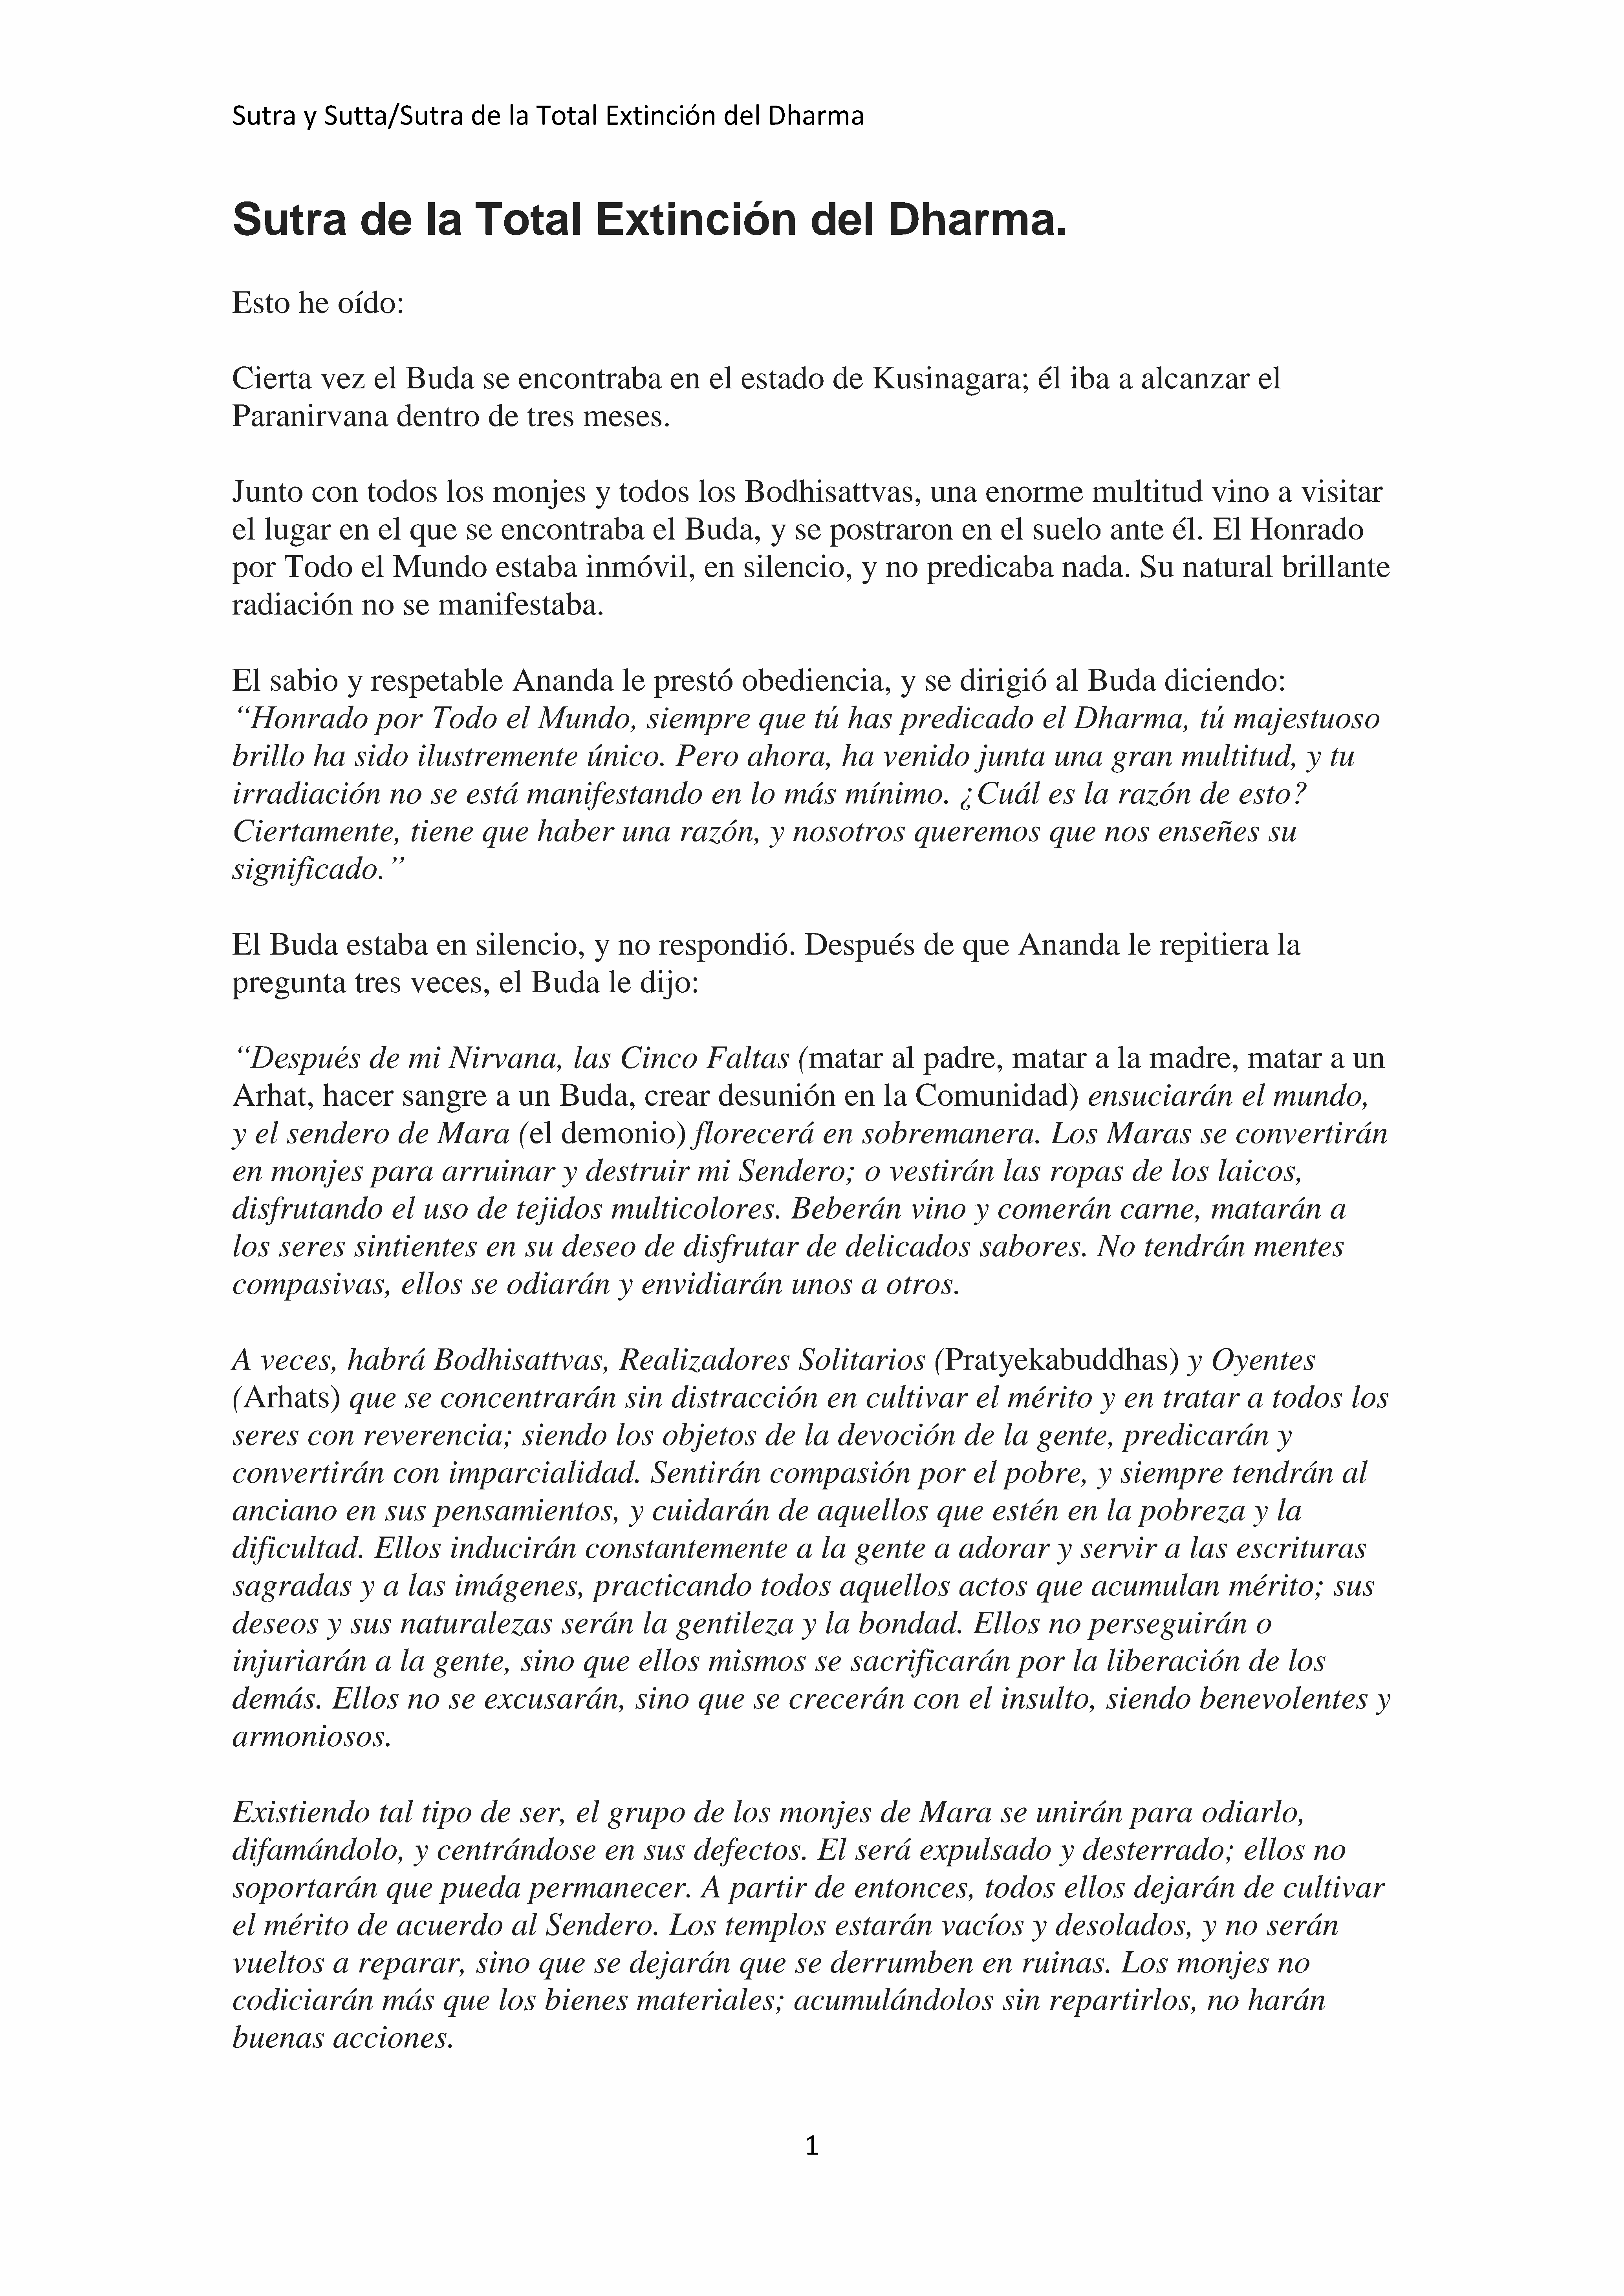 Sutra y Sutta/Sutra de la Total Extinción del Dharma
Sutra de la Total Extinción del Dharma.
Esto he oído:
Cierta vez el Buda se encontraba en el estado de Kusinagara; él iba a alcanzar el
Paranirvana dentro de tres meses.
Junto con todos los monjes y todos los Bodhisattvas, una enorme multitud vino a visitar
el lugar en el que se encontraba el Buda, y se postraron en el suelo ante él. El Honrado
por Todo el Mundo estaba inmóvil, en silencio, y no predicaba nada. Su natural brillante
radiación no se manifestaba.
El sabio y respetable Ananda le prestó obediencia, y se dirigió al Buda diciendo:
“Honrado por Todo el Mundo, siempre que tú has predicado el Dharma, tú majestuoso
brillo ha sido ilustremente único. Pero ahora, ha venido junta una gran multitud, y tu
irradiación no se está manifestando en lo más mínimo. ¿Cuál es la razón de esto?
Ciertamente, tiene que haber una razón, y nosotros queremos que nos enseñes su
significado.”
El Buda estaba en silencio, y no respondió. Después de que Ananda le repitiera la
pregunta tres veces, el Buda le dijo:
“Después de mi Nirvana, las Cinco Faltas (matar al padre, matar a la madre, matar a un
Arhat, hacer sangre a un Buda, crear desunión en la Comunidad) ensuciarán el mundo,
y el sendero de Mara (el demonio) florecerá en sobremanera. Los Maras se convertirán
en monjes para arruinar y destruir mi Sendero; o vestirán las ropas de los laicos,
disfrutando el uso de tejidos multicolores. Beberán vino y comerán carne, matarán a
los seres sintientes en su deseo de disfrutar de delicados sabores. No tendrán mentes
compasivas, ellos se odiarán y envidiarán unos a otros.
A veces, habrá Bodhisattvas, Realizadores Solitarios (Pratyekabuddhas) y Oyentes
(Arhats) que se concentrarán sin distracción en cultivar el mérito y en tratar a todos los
seres con reverencia; siendo los objetos de la devoción de la gente, predicarán y
convertirán con imparcialidad. Sentirán compasión por el pobre, y siempre tendrán al
anciano en sus pensamientos, y cuidarán de aquellos que estén en la pobreza y la
dificultad. Ellos inducirán constantemente a la gente a adorar y servir a las escrituras
sagradas y a las imágenes, practicando todos aquellos actos que acumulan mérito; sus
deseos y sus naturalezas serán la gentileza y la bondad. Ellos no perseguirán o
injuriarán a la gente, sino que ellos mismos se sacrificarán por la liberación de los
demás. Ellos no se excusarán, sino que se crecerán con el insulto, siendo benevolentes y
armoniosos.
Existiendo tal tipo de ser, el grupo de los monjes de Mara se unirán para odiarlo,
difamándolo, y centrándose en sus defectos. El será expulsado y desterrado; ellos no
soportarán que pueda permanecer. A partir de entonces, todos ellos dejarán de cultivar
el mérito de acuerdo al Sendero. Los templos estarán vacíos y desolados, y no serán
vueltos a reparar, sino que se dejarán que se derrumben en ruinas. Los monjes no
codiciarán más que los bienes materiales; acumulándolos sin repartirlos, no harán
buenas acciones.
1